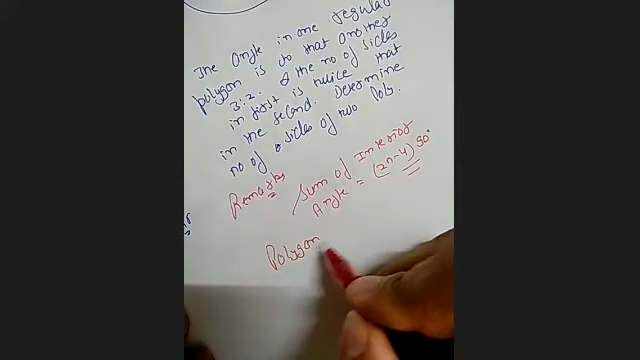 The angle in one regular
polygon is to that another
3:2. & the no of sides
in first is twice that
in the second. Determine
no of sides of two Poly.
Remarks Sum of Interior
Angle = (2n-4) 90°
Polygon